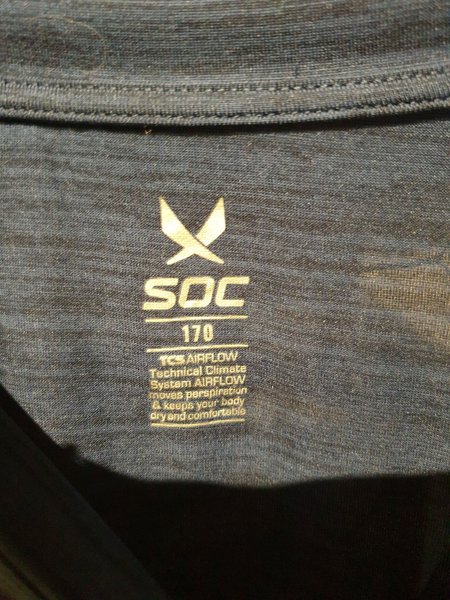 SOC
170
TCS AIRFLOW
Technical Climate
System AIRFLOW
moves perspiration
& keeps your body
dry and comfortable